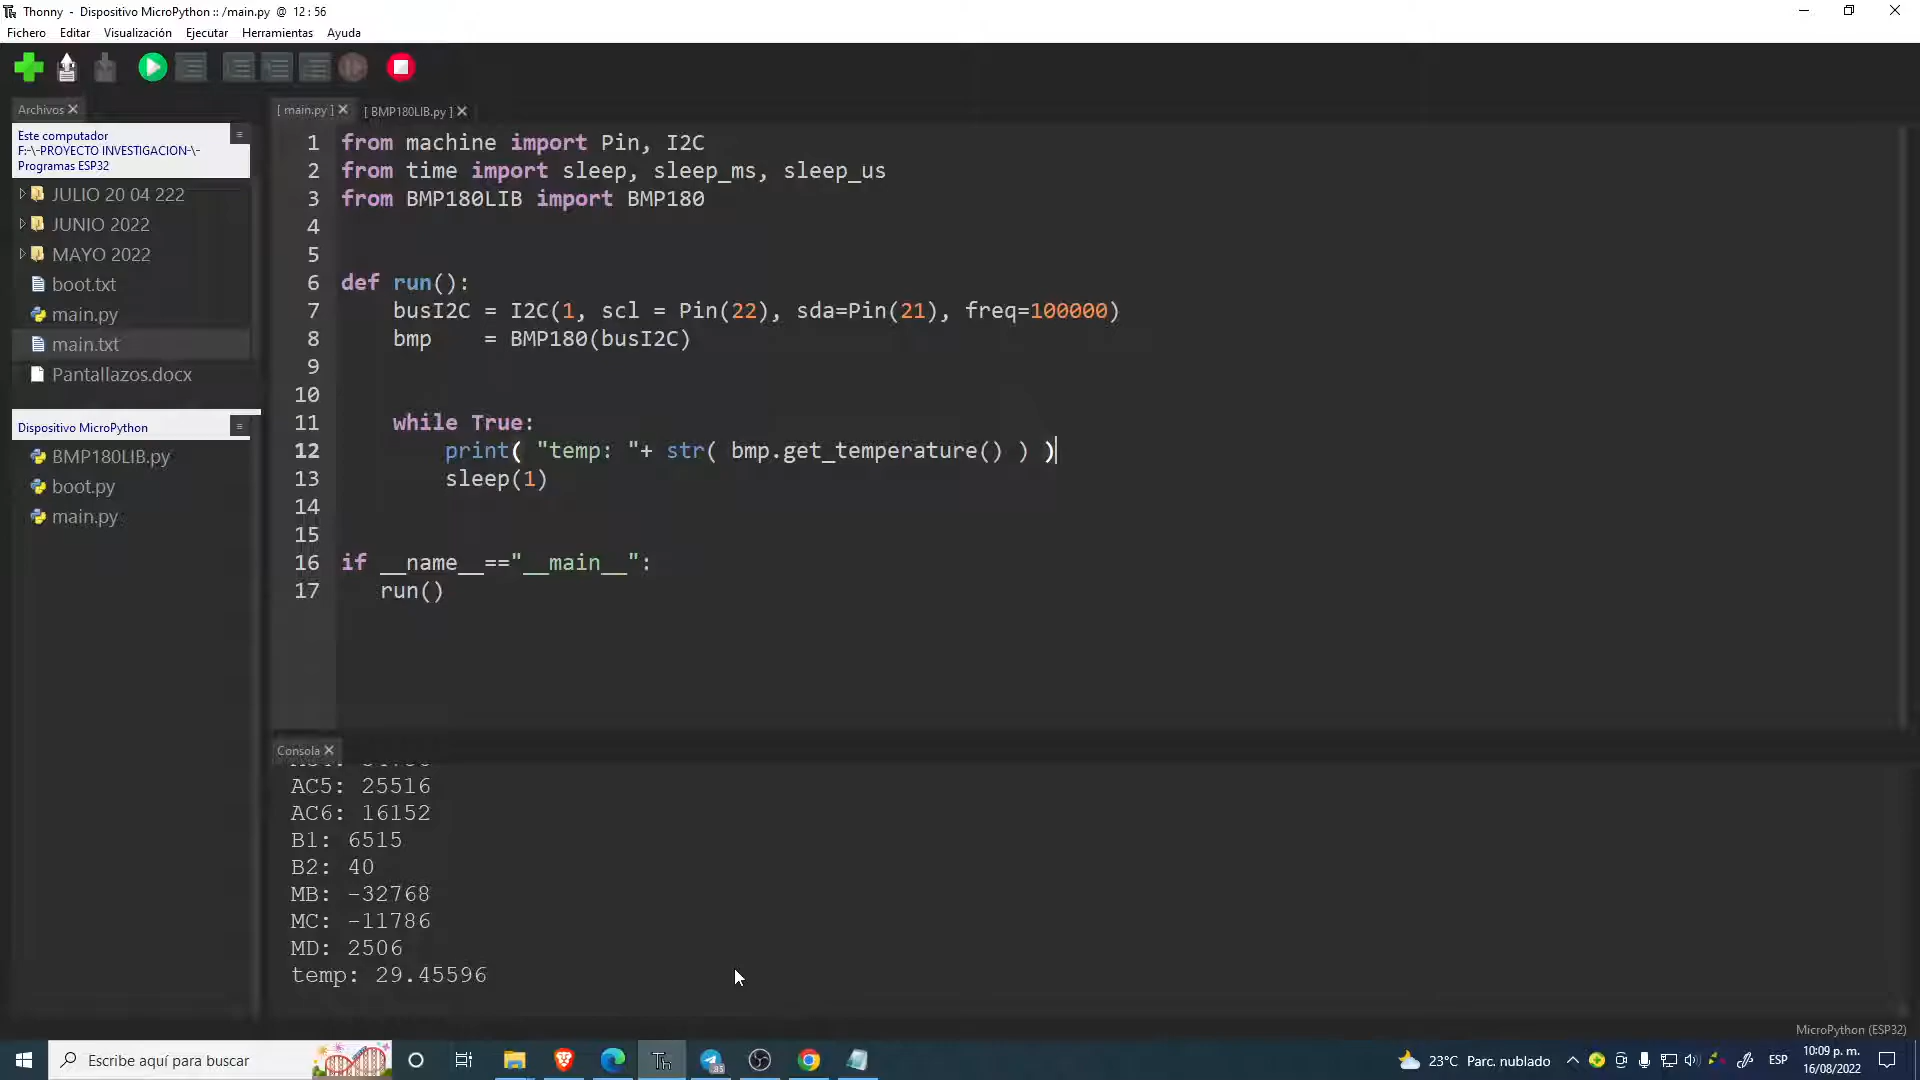 Thonny - Dispositivo MicroPython :: /main.py @ 12 : 56
Fichero Editar Visualización Ejecutar Herramientas Ayuda
Archivos
Este computador
F:-\-PROYECTO INVESTIGACION-\-
Programas ESP32
JULIO 20 04 222
JUNIO 2022
MAYO 2022
boot.txt
main.py
main.txt
Pantallazos.docx
Dispositivo MicroPython
BMP180LIB.py
boot.py
main.py
[ main.py ] [ BMP180LIB.py ]
1 from machine import Pin, I2C
2 from time import sleep, sleep_ms, sleep_us
3 from BMP180LIB import BMP180
4
5
6 def run():
7 busI2C = I2C(1, scl = Pin(22), sda=Pin(21), freq=100000)
8 bmp = BMP180(busI2C)
9
10
11 while True:
12 print( "temp: "+ str( bmp.get_temperature() ) )
13 sleep(1)
14
15
16 if __name__=="__main__":
17 run()
Consola
AC5: 25516
AC6: 16152
B1: 6515
B2: 40
MB: -32768
MC: -11786
MD: 2506
temp: 29.45596
MicroPython (ESP32)
Escribe aquí para buscar
23°C Parc. nublado
ESP
10:09 p. m.
16/08/2022